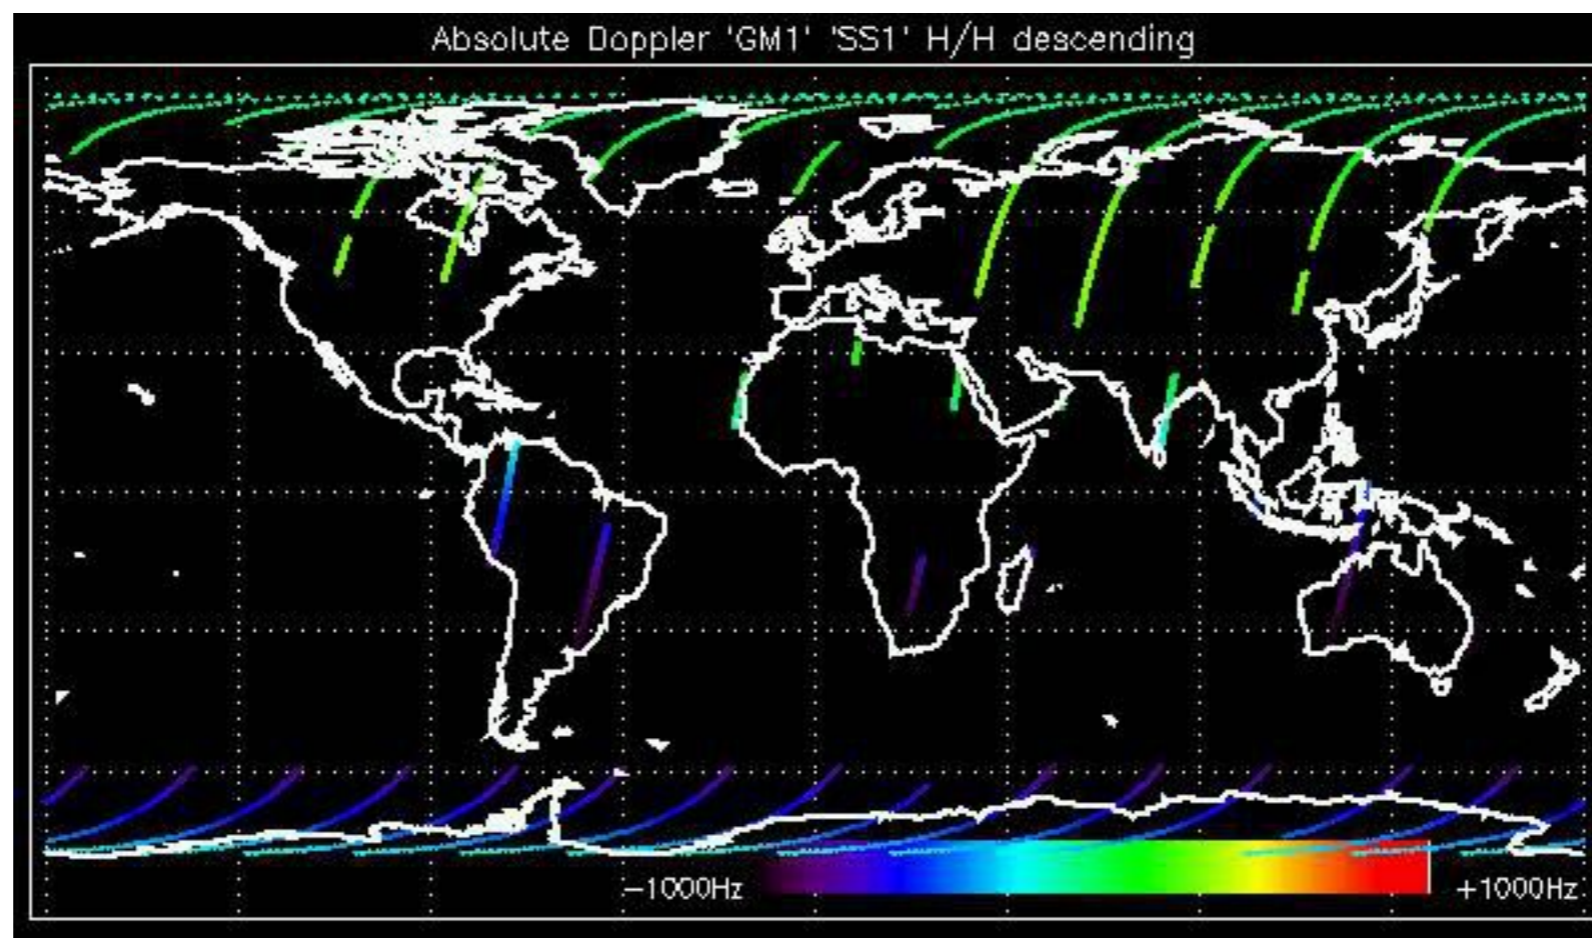 Absolute Doppler 'GM1' 'SS1' H/H descending
-1000Hz
+1000Hz